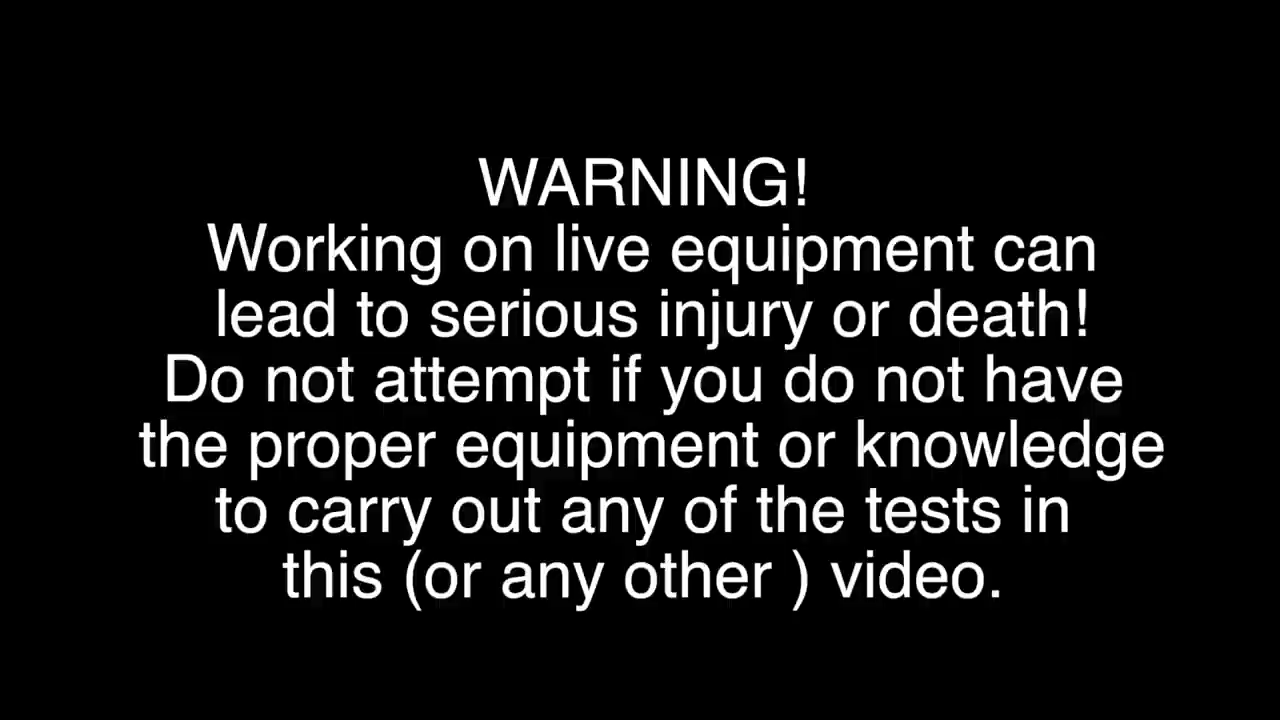 WARNING!
Working on live equipment can
lead to serious injury or death!
Do not attempt if you do not have
the proper equipment or knowledge
to carry out any of the tests in
this (or any other ) video.